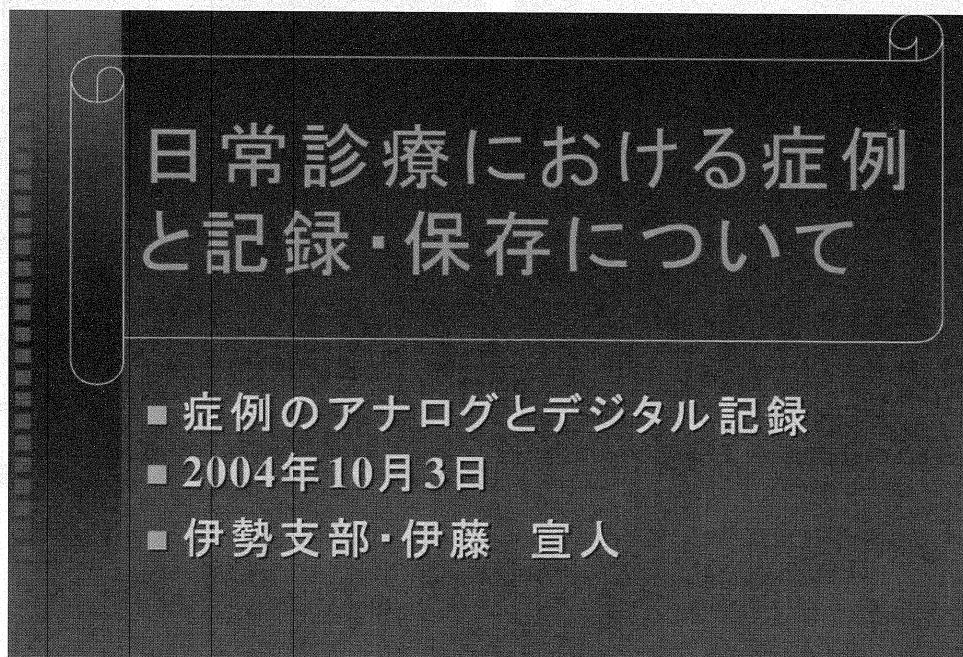 日常診療における症例
と記録・保存について
■ 症例のアナログとデジタル記録
■ 2004年10月3日
■ 伊勢支部・伊藤　宣人